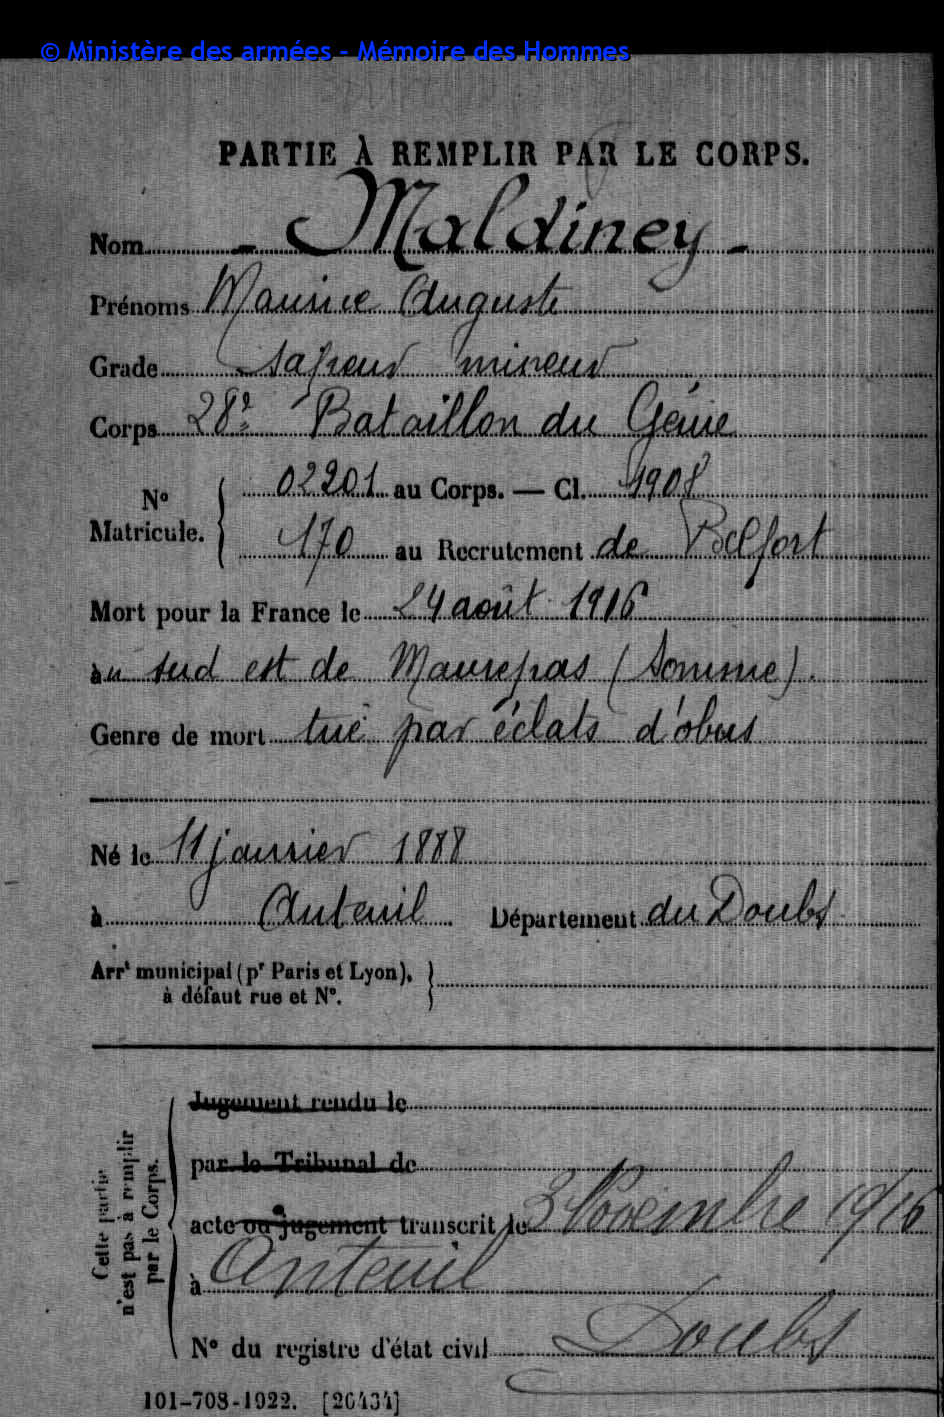 © Ministère des armées - Mémoire des Hommes
PARTIE À REMPLIR PAR LE CORPS.
Nom - Maldiney -
Prénoms Maurice Auguste
Grade sapeur mineur
Corps 28e Bataillon du Génie
N° Matricule. { 02201 au Corps. — Cl. 1908
170 au Recrutement de Belfort
Mort pour la France le 24 août 1916
au sud est de Maurepas (Somme).
Genre de mort tué par éclats d'obus
Né le 11 janvier 1888
à Auteuil Département du Doubs
Arrt municipal (pr Paris et Lyon), }
à défaut rue et N°.
Cette partie
n'est pas à remplir
par le Corps.
Jugement rendu le
par le Tribunal de
acte ou jugement transcrit le 3 Novembre 1916
à Anteuil
N° du registre d'état civil Doubs
101-708-1922. [26434]